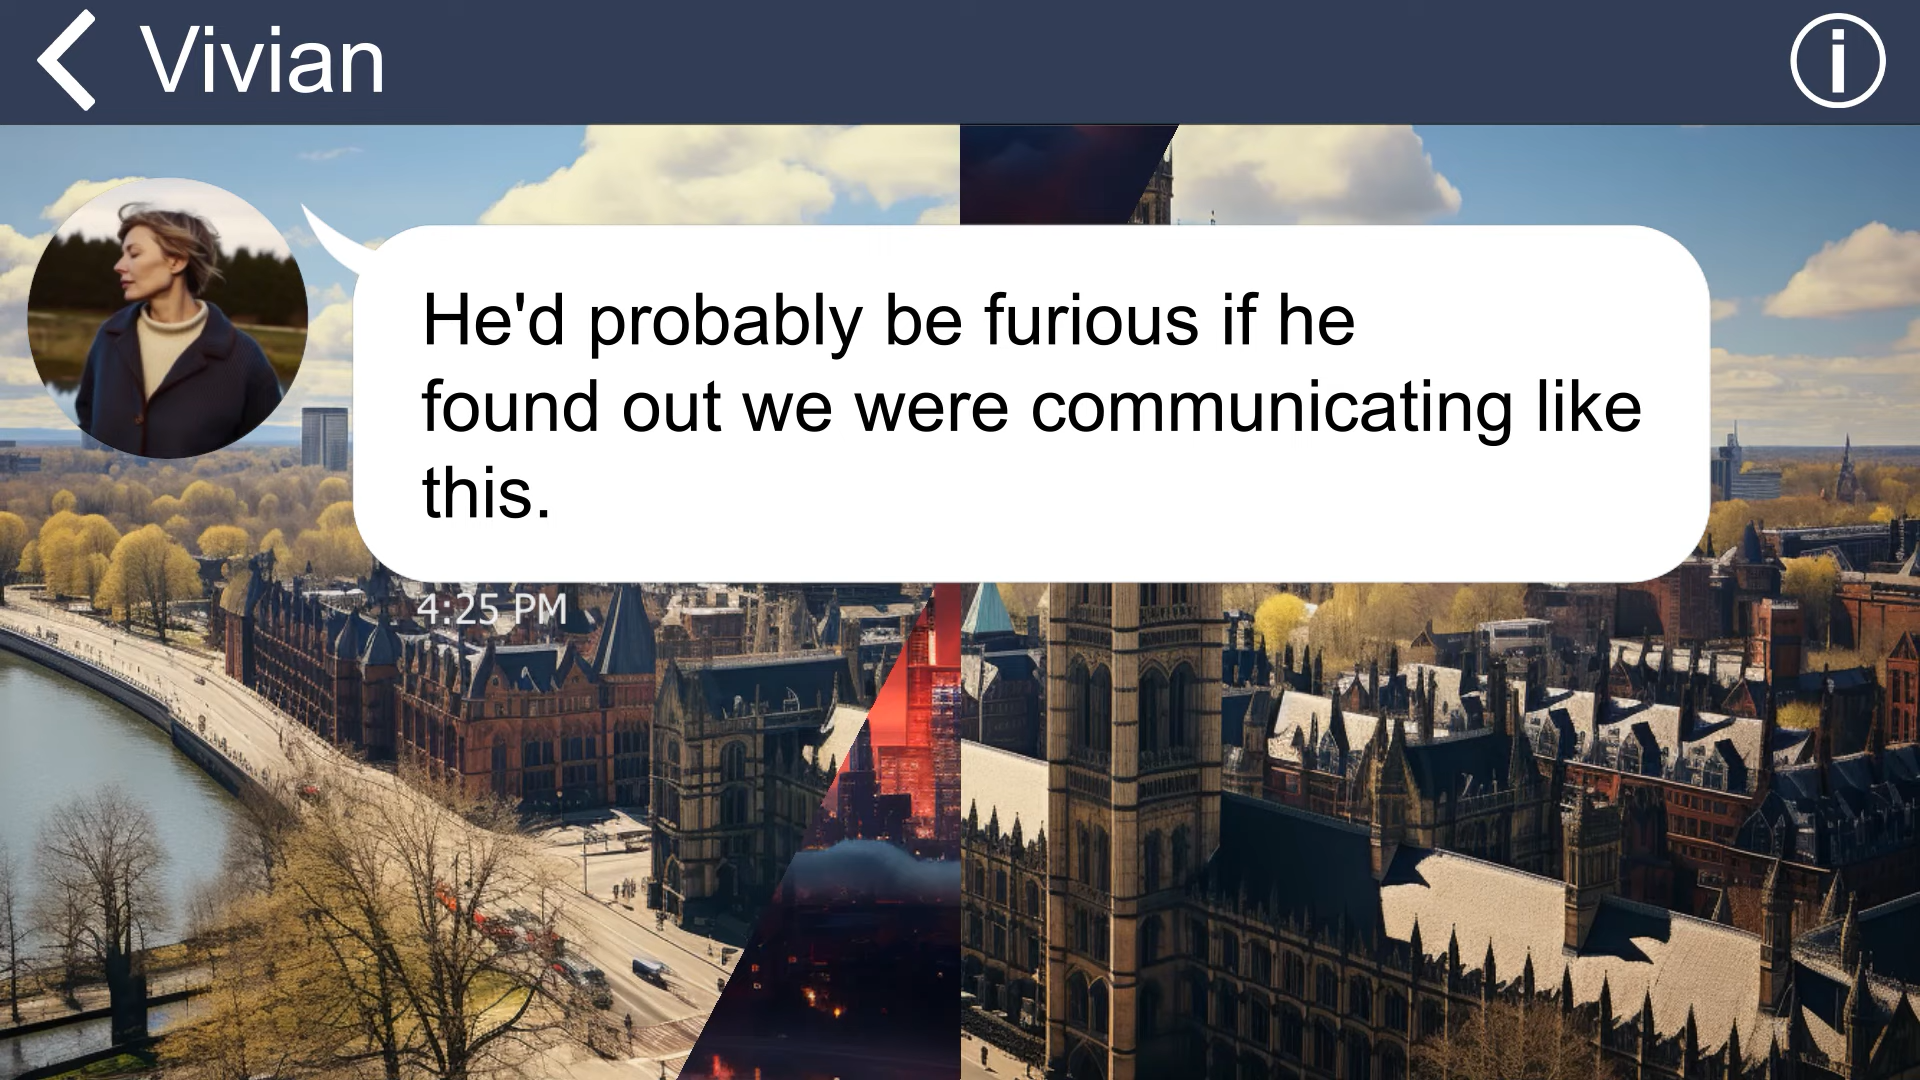 Vivian
He'd probably be furious if he
found out we were communicating like
this.
4:25 PM